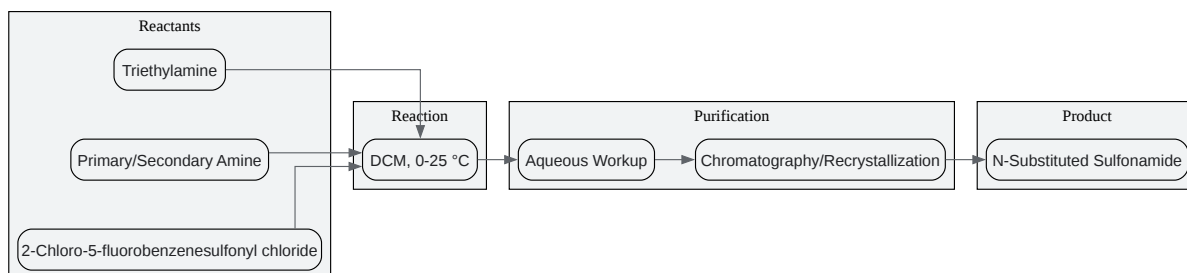 Reactants
Triethylamine
Primary/Secondary Amine
2-Chloro-5-fluorobenzenesulfonyl chloride
Reaction
DCM, 0-25 °C
Purification
Aqueous Workup
Chromatography/Recrystallization
Product
N-Substituted Sulfonamide